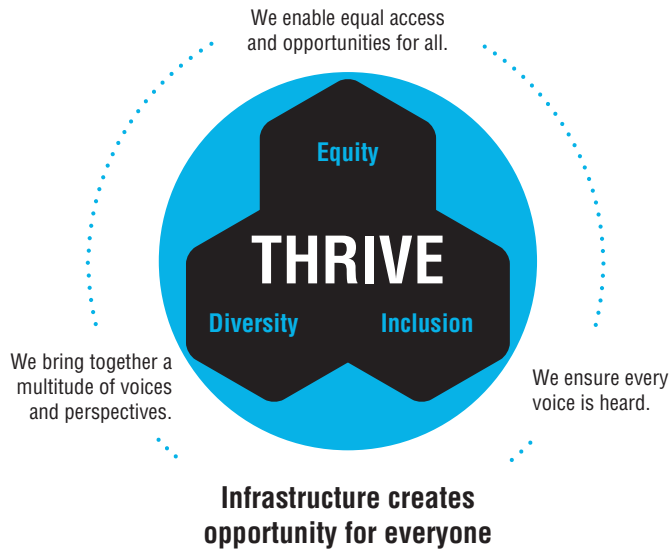 We enable equal access
and opportunities for all.
Equity
THRIVE
Diversity
Inclusion
We bring together a
multitude of voices
and perspectives.
We ensure every
voice is heard.
Infrastructure creates
opportunity for everyone